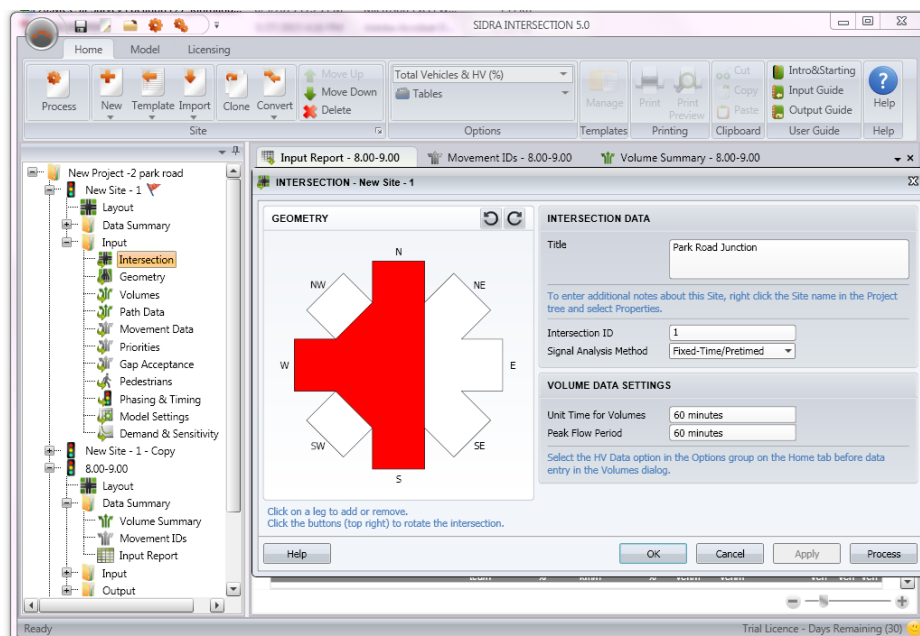 SIDRA INTERSECTION 5.0
Home Model Licensing
Process
New Template Import
Clone Convert
Move Up
Move Down
Delete
Site
Total Vehicles & HV (%)
Tables
Options
Manage
Templates
Print Print Preview
Printing
Cut
Copy
Paste
Clipboard
Intro&Starting
Input Guide
Output Guide
User Guide
Help
Help
New Project -2 park road
New Site - 1
Layout
Data Summary
Input
Intersection
Geometry
Volumes
Path Data
Movement Data
Priorities
Gap Acceptance
Pedestrians
Phasing & Timing
Model Settings
Demand & Sensitivity
New Site - 1 - Copy
8.00-9.00
Layout
Data Summary
Volume Summary
Movement IDs
Input Report
Input
Output
Input Report - 8.00-9.00 Movement IDs - 8.00-9.00 Volume Summary - 8.00-9.00
INTERSECTION - New Site - 1
GEOMETRY
N
NW NE
W E
SW SE
S
Click on a leg to add or remove.
Click the buttons (top right) to rotate the intersection.
INTERSECTION DATA
Title Park Road Junction
To enter additional notes about this Site, right click the Site name in the Project
tree and select Properties.
Intersection ID 1
Signal Analysis Method Fixed-Time/Pretimed
VOLUME DATA SETTINGS
Unit Time for Volumes 60 minutes
Peak Flow Period 60 minutes
Select the HV Data option in the Options group on the Home tab before data
entry in the Volumes dialog.
Help OK Cancel Apply Process
Ready Trial Licence - Days Remaining (30)